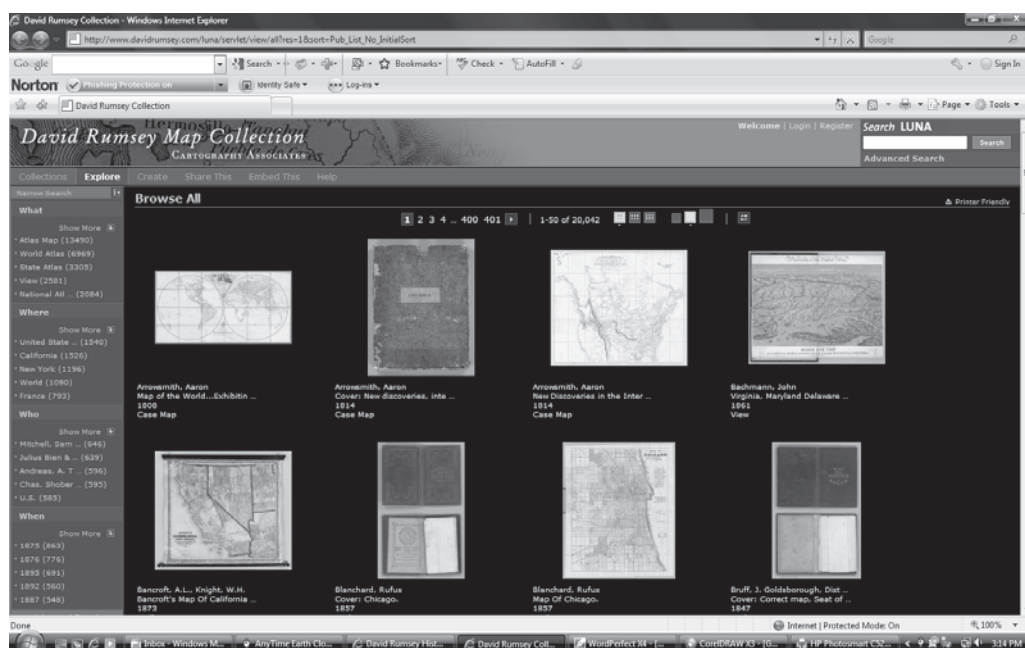 David Rumsey Collection - Windows Internet Explorer
http://www.davidrumsey.com/luna/servlet/view/all?res=1&sort=Pub_List_No_InitialSort
Google
Google Search Bookmarks Check AutoFill Sign In
Norton Phishing Protection on Identity Safe Log-ins
David Rumsey Collection Page Tools
David Rumsey Map Collection
CARTOGRAPHY ASSOCIATES
Welcome | Login | Register
Search LUNA
Search
Advanced Search
Collections Explore Create Share This Embed This Help
Narrow Search
What
Show More
Atlas Map (13490)
World Atlas (6969)
State Atlas (3305)
View (2581)
National Atl ... (2084)
Where
Show More
United State ... (1540)
California (1526)
New York (1196)
World (1090)
France (793)
Who
Show More
Mitchell, Sam ... (646)
Julius Bien & ... (639)
Andreas, A. T ... (596)
Chas. Shober ... (595)
U.S. (585)
When
Show More
1875 (863)
1876 (776)
1895 (691)
1892 (560)
1887 (548)
Browse All
Printer Friendly
1 2 3 4 .. 400 401 | 1-50 of 20,042
Arrowsmith, Aaron
Map of the World...Exhibitin ...
1808
Case Map
Arrowsmith, Aaron
Cover: New discoveries, inte ...
1814
Case Map
Arrowsmith, Aaron
New Discoveries in the Inter ...
1814
Case Map
Bachmann, John
Virginia, Maryland Delaware ...
1861
View
Bancroft, A.L., Knight, W.H.
Bancroft's Map Of California ...
1873
Blanchard, Rufus
Cover: Chicago.
1857
Blanchard, Rufus
Map Of Chicago.
1857
Bruff, J. Goldsborough, Dist ...
Cover: Correct map, Seat of ...
1847
Done
Internet | Protected Mode: On 100%
Inbox - Windows M... AnyTime Earth Clo... David Rumsey Hist... David Rumsey Coll... WordPerfect X4 - [... CorelDRAW X3 - [G... HP Photosmart C52... 3:14 PM